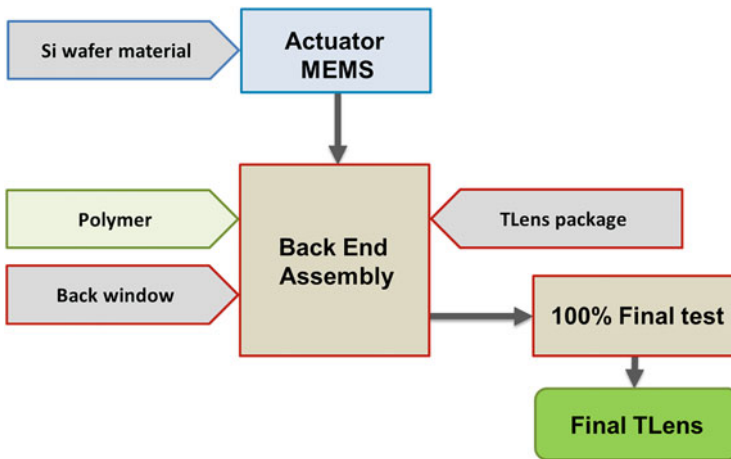 Si wafer material
Actuator
MEMS
Polymer
Back End
Assembly
TLens package
Back window
100% Final test
Final TLens